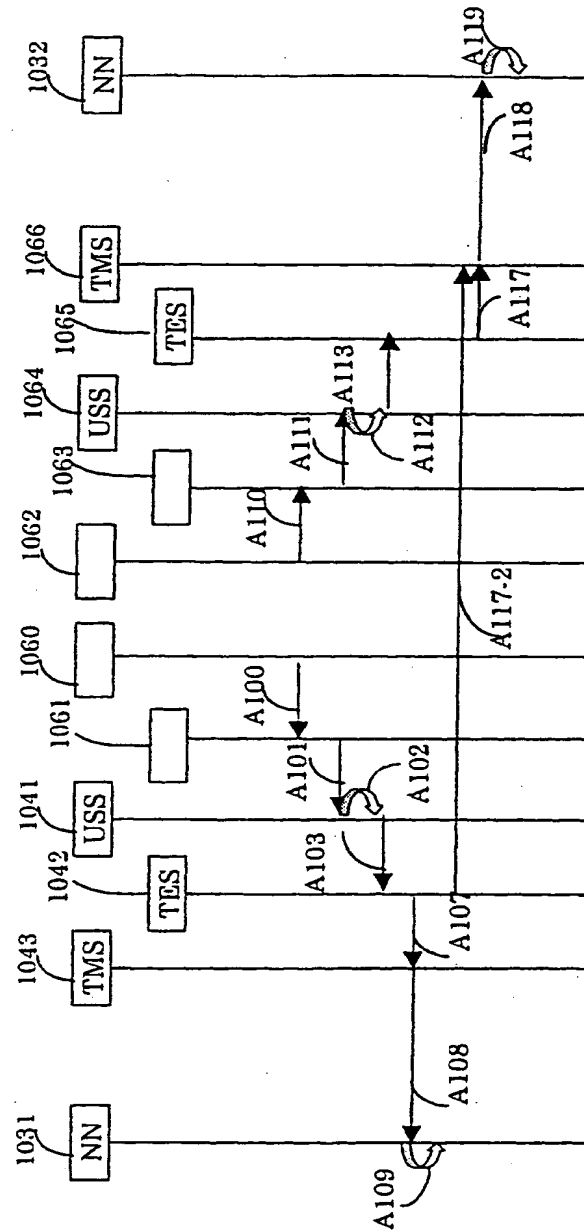 1031
NN
1043
TMS
1042
TES
1041
USS
1061
1060
1062
1063
1064
USS
1065
TES
1066
TMS
1032
NN
A100
A101
A102
A103
A107
A108
A109
A110
A111
A112
A113
A117-2
A117
A118
A119